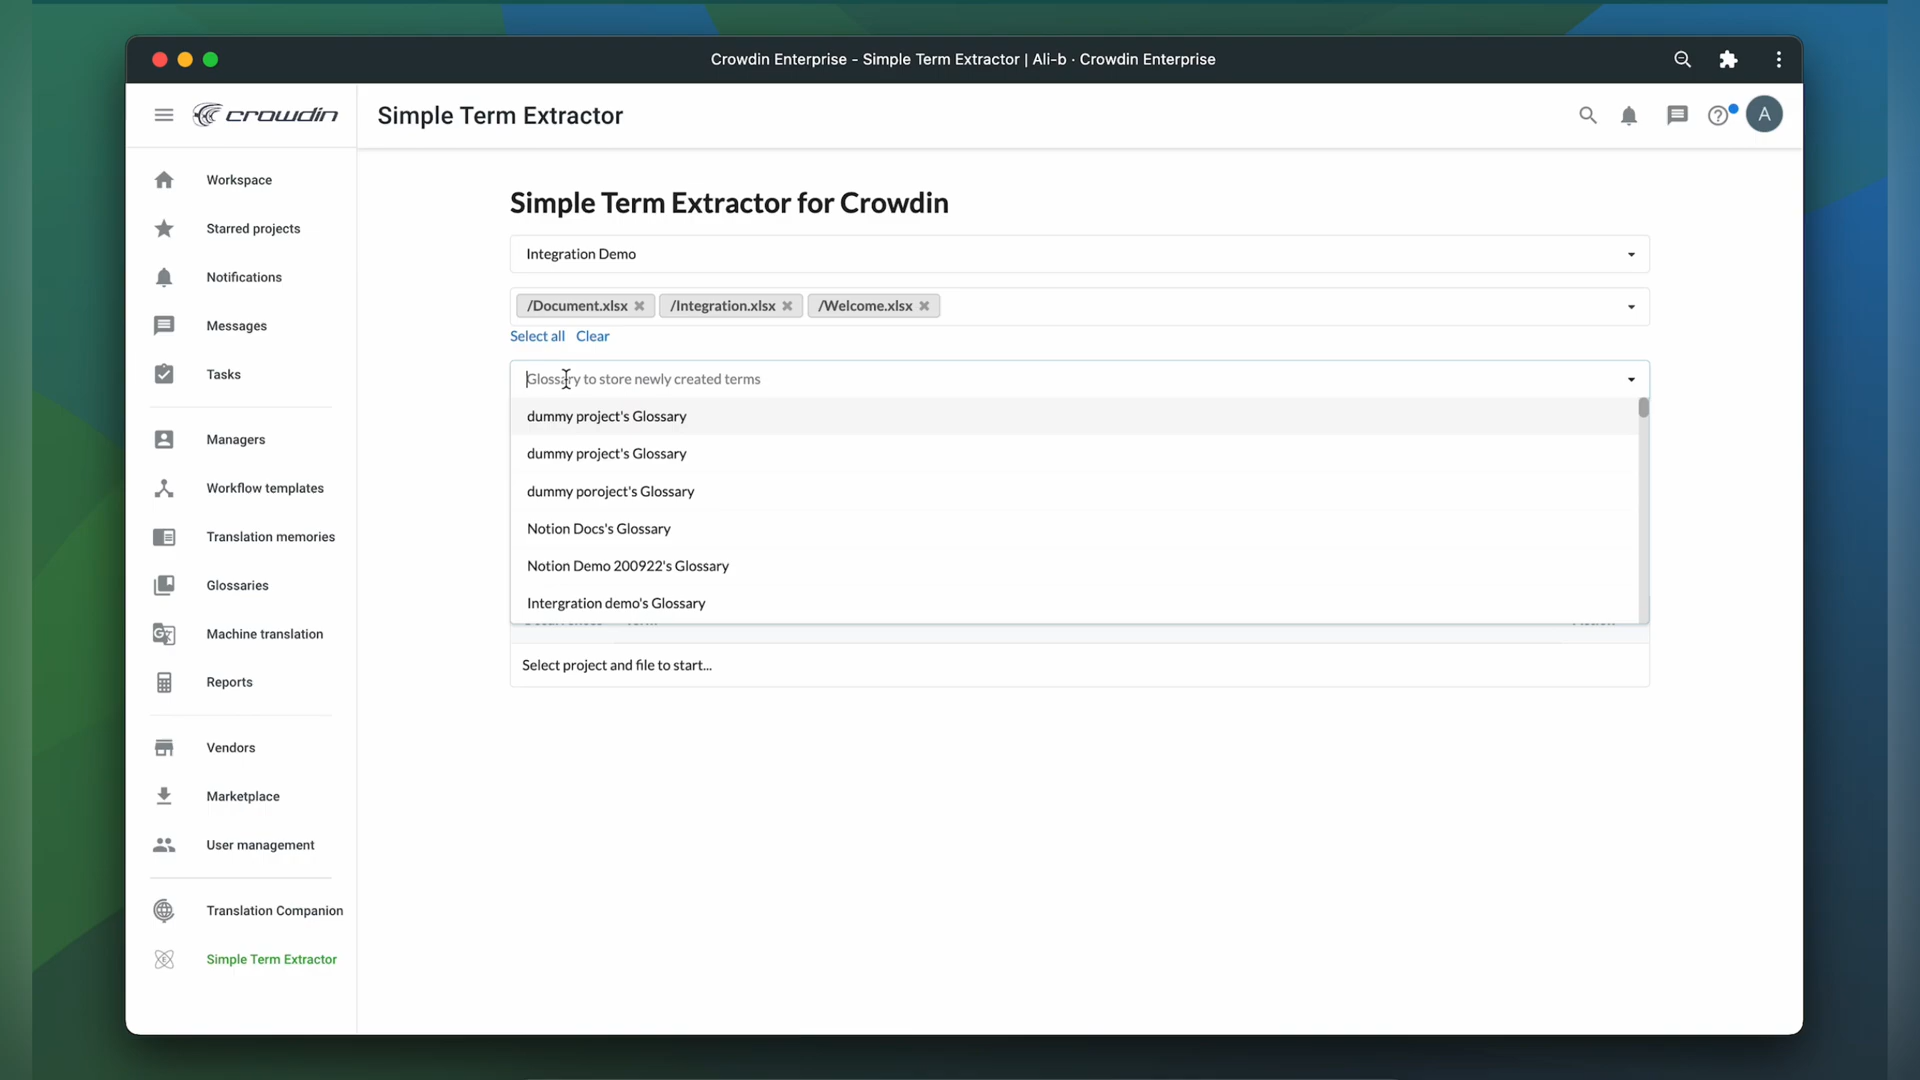 Crowdin Enterprise - Simple Term Extractor | Ali-b · Crowdin Enterprise
crowdin
Simple Term Extractor
A
Workspace
Starred projects
Notifications
Messages
Tasks
Managers
Workflow templates
Translation memories
Glossaries
Machine translation
Reports
Vendors
Marketplace
User management
Translation Companion
Simple Term Extractor
Simple Term Extractor for Crowdin
Integration Demo
/Document.xlsx /Integration.xlsx /Welcome.xlsx
Select all Clear
Glossary to store newly created terms
dummy project's Glossary
dummy project's Glossary
dummy poroject's Glossary
Notion Docs's Glossary
Notion Demo 200922's Glossary
Intergration demo's Glossary
Select project and file to start...